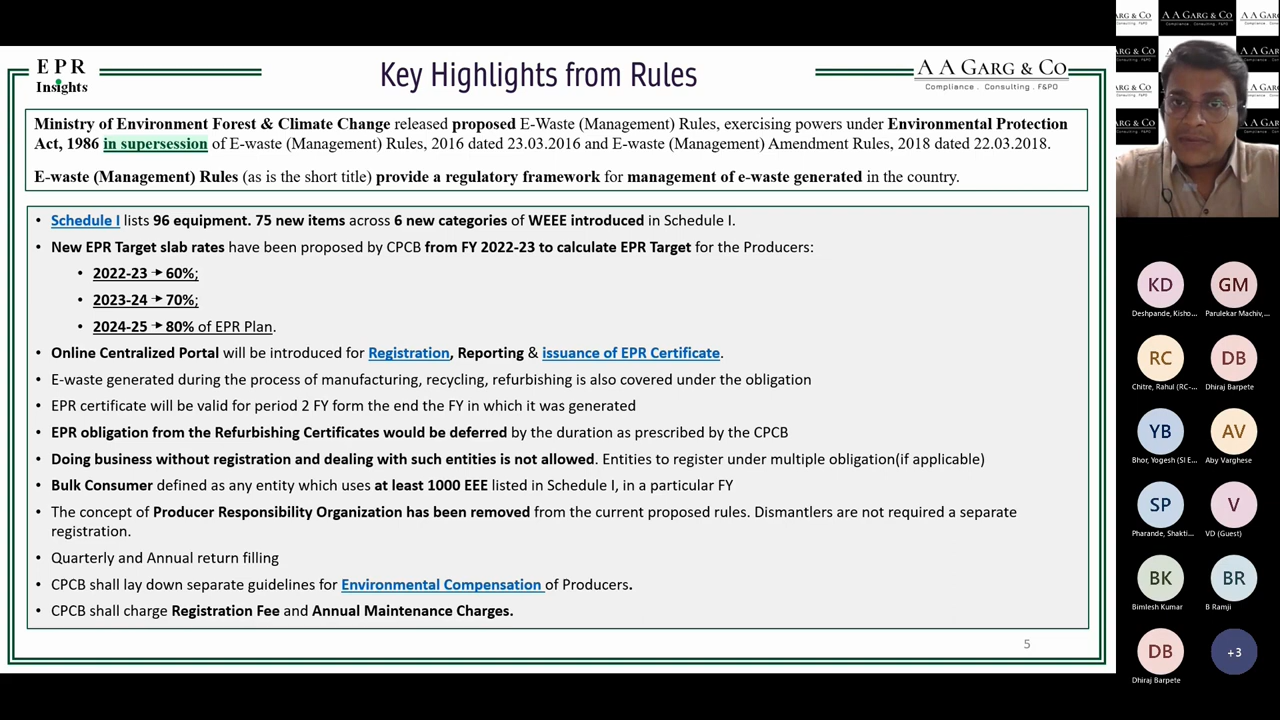 EPR
Insights
Key Highlights from Rules
A A GARG & CO
Compliance . Consulting . F&PO
Ministry of Environment Forest & Climate Change released proposed E-Waste (Management) Rules, exercising powers under Environmental Protection
Act, 1986 in supersession of E-waste (Management) Rules, 2016 dated 23.03.2016 and E-waste (Management) Amendment Rules, 2018 dated 22.03.2018.
E-waste (Management) Rules (as is the short title) provide a regulatory framework for management of e-waste generated in the country.
• Schedule I lists 96 equipment. 75 new items across 6 new categories of WEEE introduced in Schedule I.
• New EPR Target slab rates have been proposed by CPCB from FY 2022-23 to calculate EPR Target for the Producers:
• 2022-23 → 60%;
• 2023-24 → 70%;
• 2024-25 → 80% of EPR Plan.
• Online Centralized Portal will be introduced for Registration, Reporting & issuance of EPR Certificate.
• E-waste generated during the process of manufacturing, recycling, refurbishing is also covered under the obligation
• EPR certificate will be valid for period 2 FY form the end the FY in which it was generated
• EPR obligation from the Refurbishing Certificates would be deferred by the duration as prescribed by the CPCB
• Doing business without registration and dealing with such entities is not allowed. Entities to register under multiple obligation(if applicable)
• Bulk Consumer defined as any entity which uses at least 1000 EEE listed in Schedule I, in a particular FY
• The concept of Producer Responsibility Organization has been removed from the current proposed rules. Dismantlers are not required a separate
registration.
• Quarterly and Annual return filling
• CPCB shall lay down separate guidelines for Environmental Compensation of Producers.
• CPCB shall charge Registration Fee and Annual Maintenance Charges.
5
ARG & CO
A A GARG & CO
A A GARG
Compliance . Consulting . F&PO
KD
GM
Deshpande, Kisho...
Parulekar Machiv,...
RC
DB
Chitre, Rahul (RC-...
Dhiraj Barpete
YB
AV
Bhor, Yogesh (SI E...
Aby Varghese
SP
V
Pharande, Shakti...
VD (Guest)
BK
BR
Bimlesh Kumar
B Ramji
DB
+3
Dhiraj Barpete